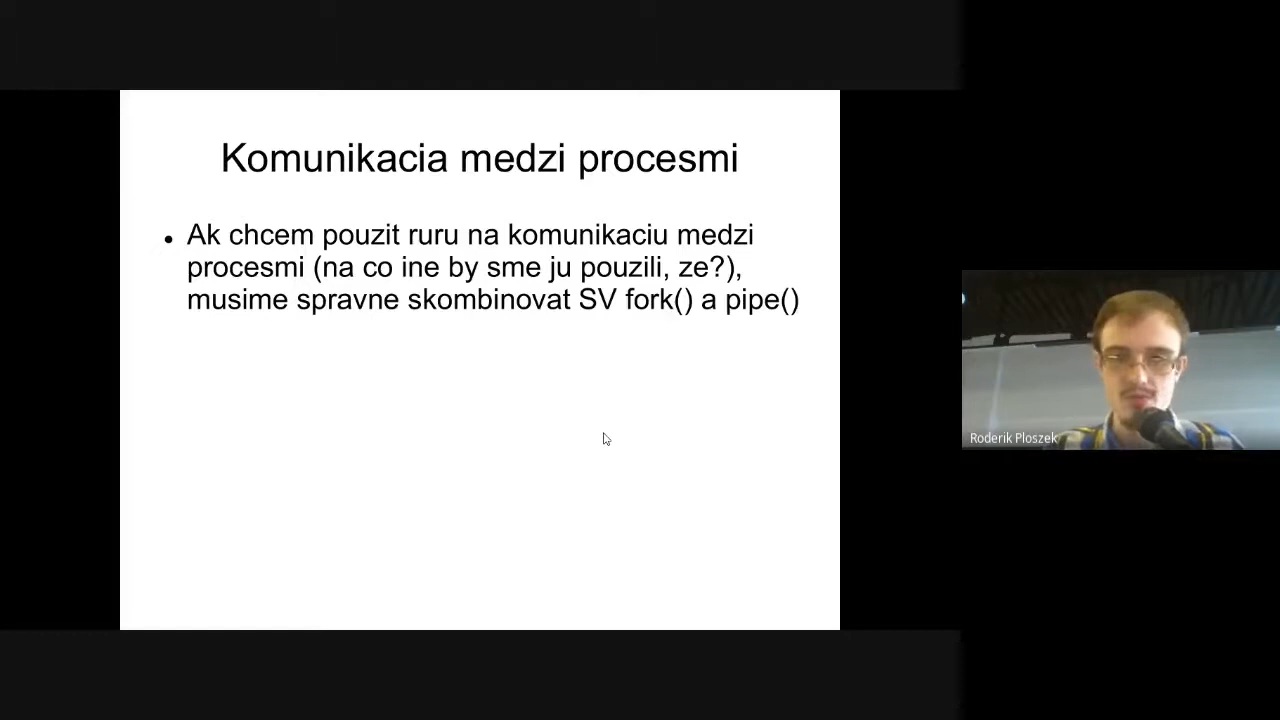 Komunikacia medzi procesmi
Ak chcem pouzit ruru na komunikaciu medzi
procesmi (na co ine by sme ju pouzili, ze?),
musime spravne skombinovat SV fork() a pipe()
Roderik Ploszek